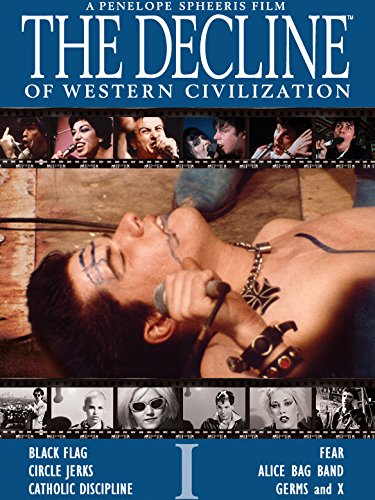 A PENELOPE SPHEERIS FILM
THE DECLINE™
OF WESTERN CIVILIZATION
BLACK FLAG
CIRCLE JERKS
CATHOLIC DISCIPLINE
I
FEAR
ALICE BAG BAND
GERMS and X